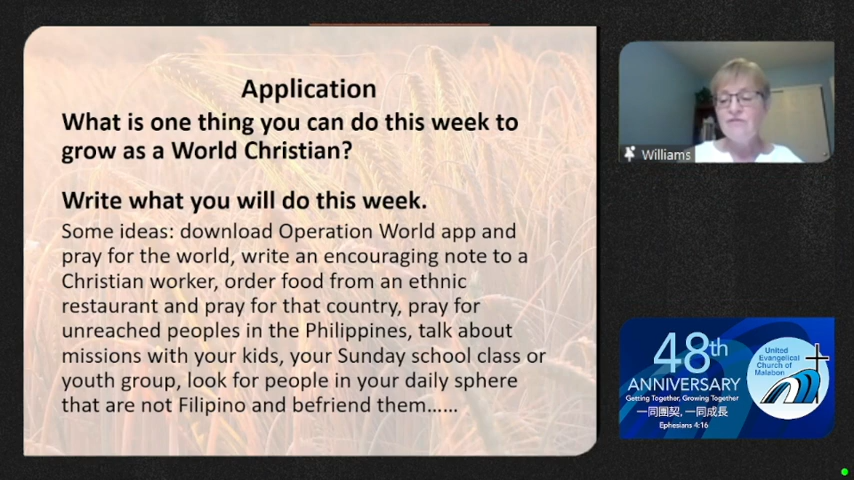 Application
What is one thing you can do this week to
grow as a World Christian?
Write what you will do this week.
Some ideas: download Operation World app and
pray for the world, write an encouraging note to a
Christian worker, order food from an ethnic
restaurant and pray for that country, pray for
unreached peoples in the Philippines, talk about
missions with your kids, your Sunday school class or
youth group, look for people in your daily sphere
that are not Filipino and befriend them......
Williams
48th
ANNIVERSARY
Getting Together, Growing Together
一同團契, 一同成長
Ephesians 4:16
United
Evangelical
Church of
Malabon